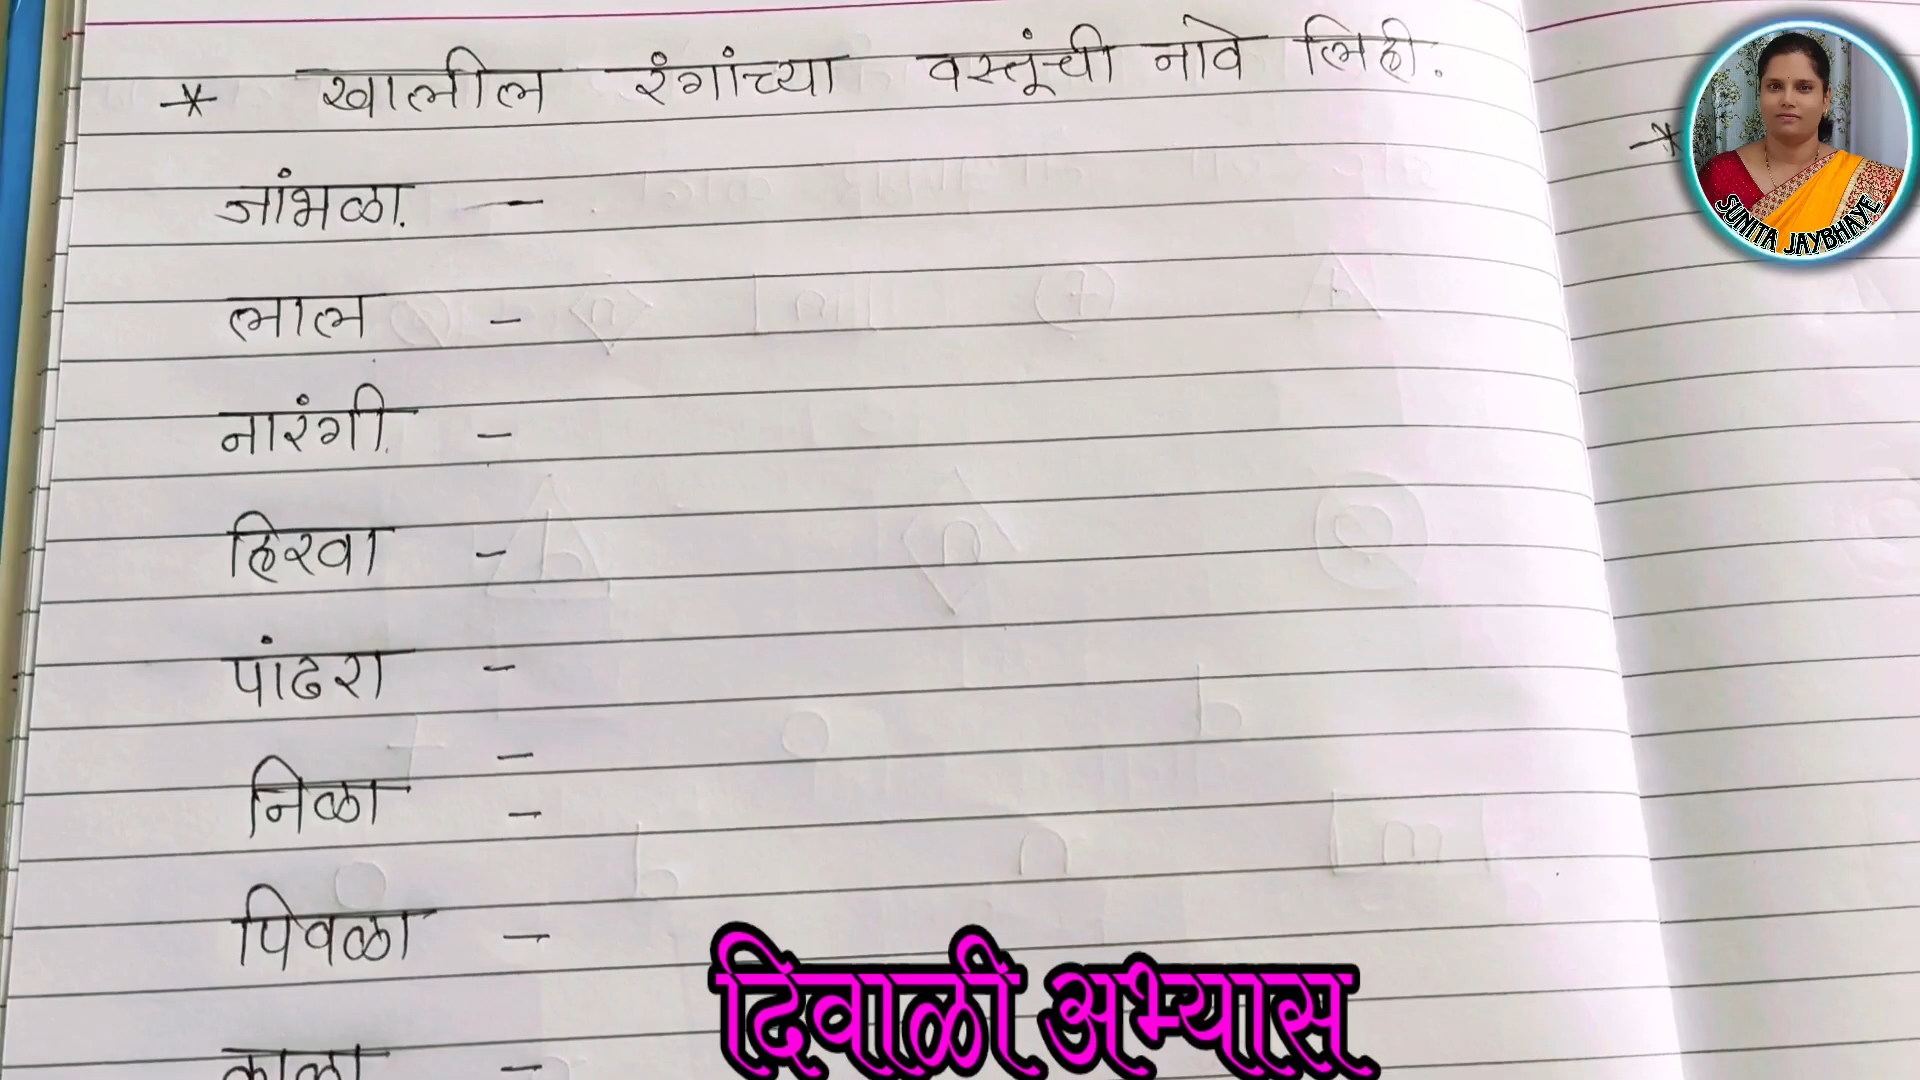 * खालील रंगांच्या वस्तूंची नावे लिही.
जांभळा. -
लाल -
नारंगी. -
हिरवा -
पांढरा -
-
निळा -
पिवळा -
काळा -
दिवाळी अभ्यास
*
SUNITA JAYBHAYE